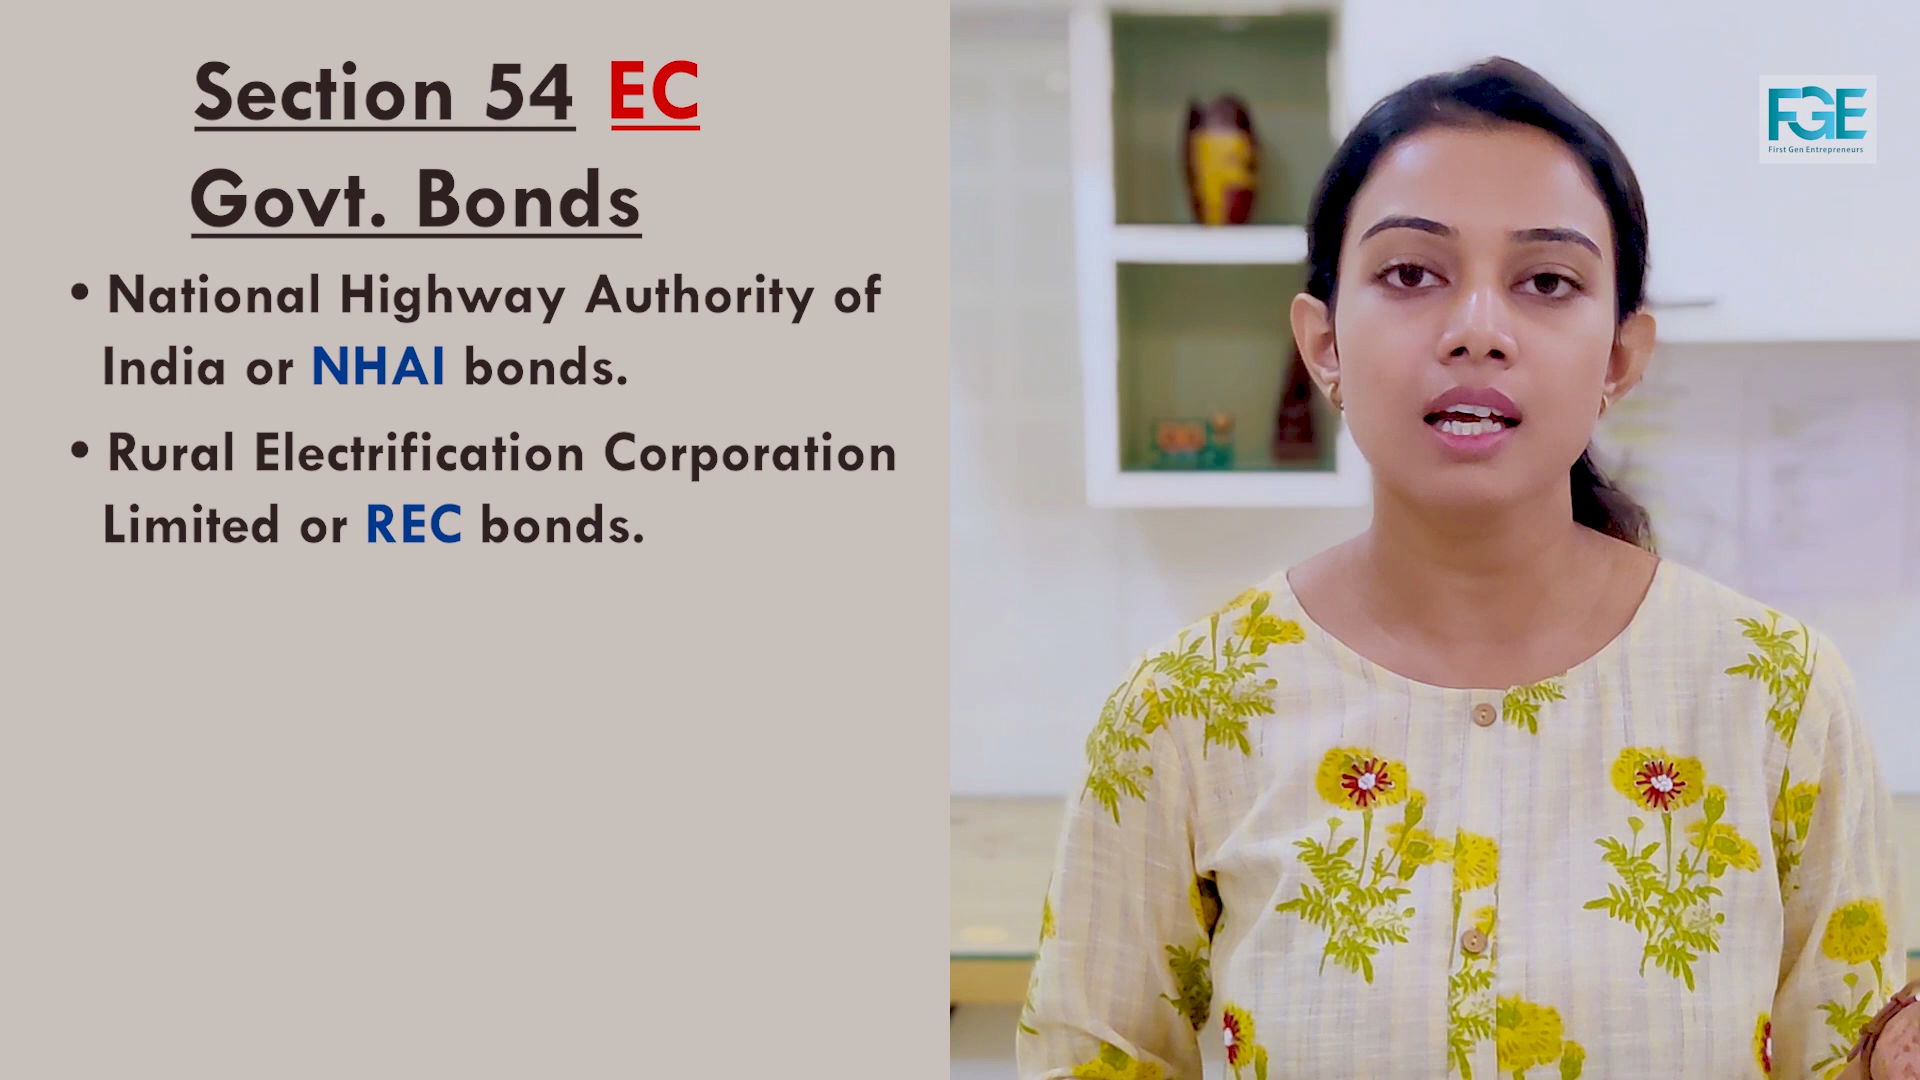 Section 54 EC
Govt. Bonds
• National Highway Authority of
India or NHAI bonds.
• Rural Electrification Corporation
Limited or REC bonds.
FGE
First Gen Entrepreneurs